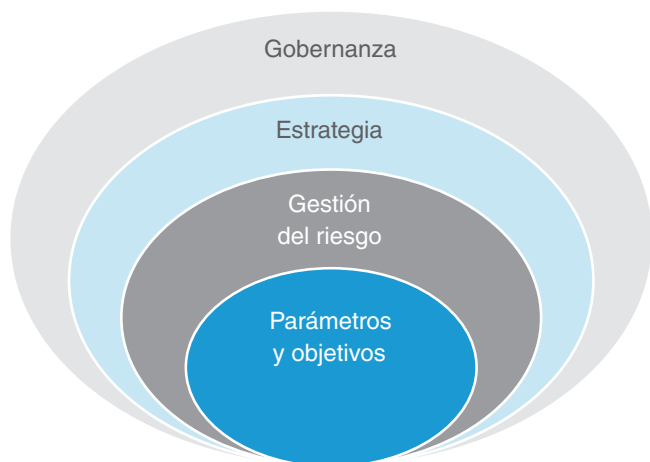 Gobernanza
Estrategia
Gestión
del riesgo
Parámetros
y objetivos